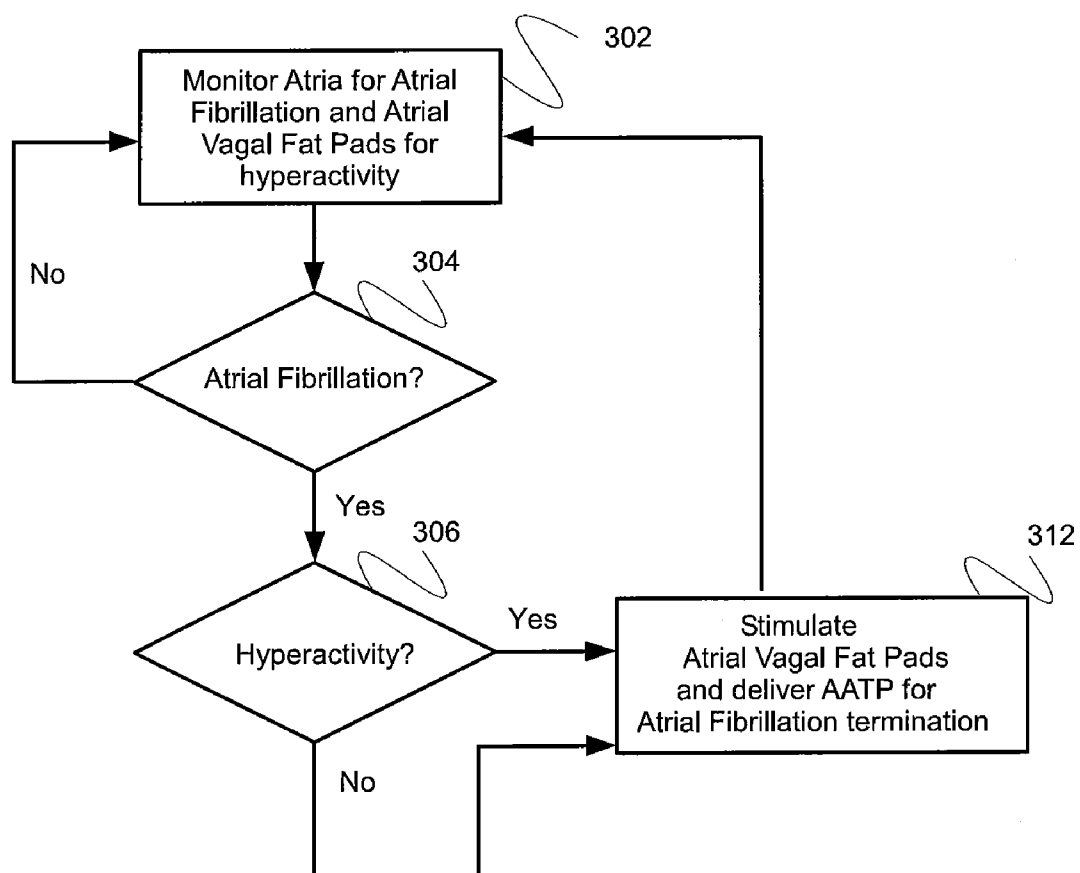 302
Monitor Atria for Atrial
Fibrillation and Atrial
Vagal Fat Pads for
hyperactivity
No
304
Atrial Fibrillation?
Yes
306
Hyperactivity?
Yes
312
Stimulate
Atrial Vagal Fat Pads
and deliver AATP for
Atrial Fibrillation termination
No